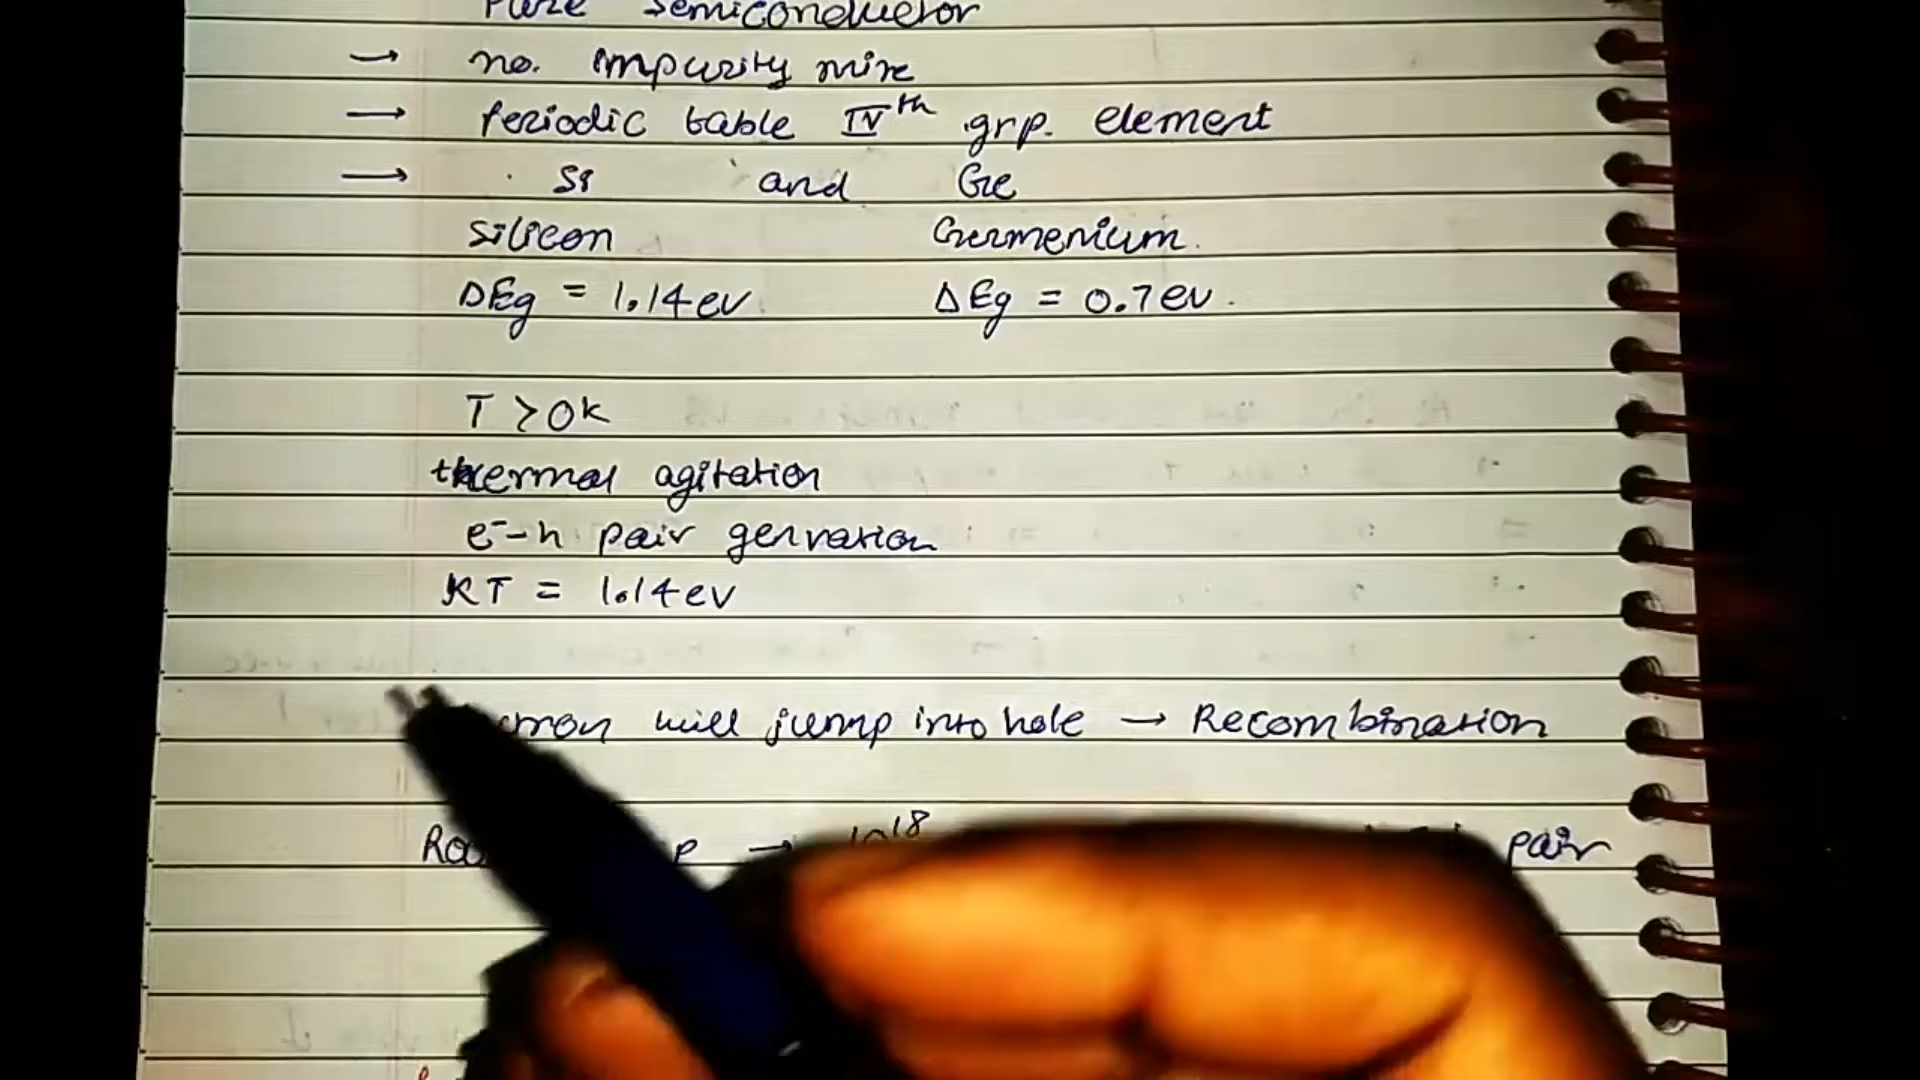 Pure semiconductor
→ no. impurity mix
→ periodic table IVth grp. element
→ Si and Ge
silicon Germenium.
ΔEg = 1.14ev ΔEg = 0.7ev.
T > 0K
thermal agitation
e⁻-h pair genration
KT = 1.14ev
will jump into hole → Recombination
→ 10¹⁸ pair